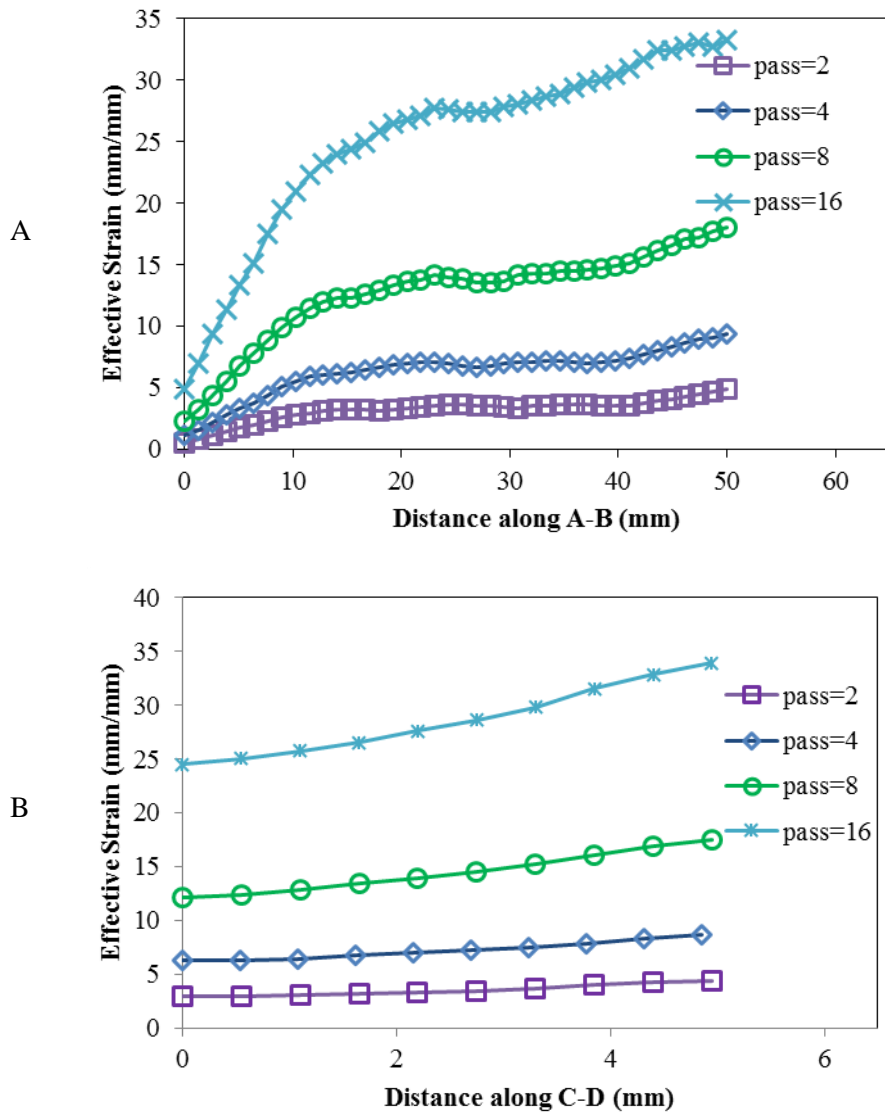 A
Effective Strain (mm/mm)
35
30
25
20
15
10
5
0
0 10 20 30 40 50 60
Distance along A-B (mm)
pass=2
pass=4
pass=8
pass=16
B
Effective Strain (mm/mm)
40
35
30
25
20
15
10
5
0
0 2 4 6
Distance along C-D (mm)
pass=2
pass=4
pass=8
pass=16